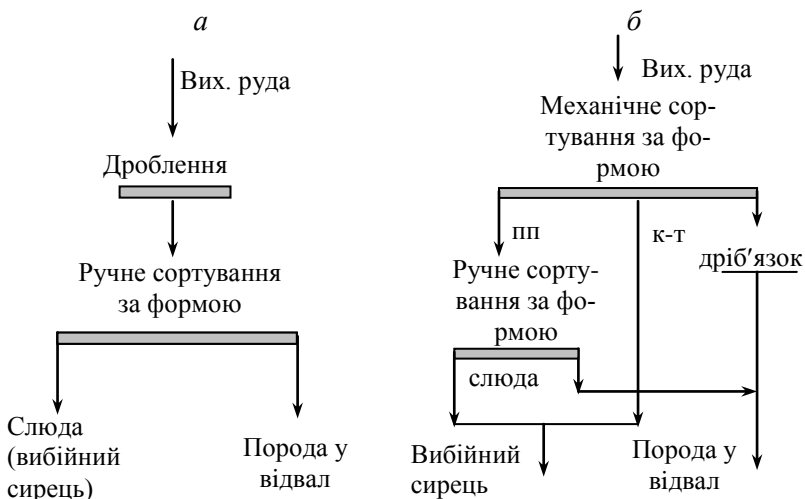 а
Вих. руда
Дроблення
Ручне сортування
за формою
Слюда
(вибійний
сирець)
Порода у
відвал
б
Вих. руда
Механічне сор-
тування за фо-
рмою
пп
к-т
дріб′язок
Ручне сорту-
вання за фо-
рмою
слюда
Вибійний
сирець
Порода у
відвал